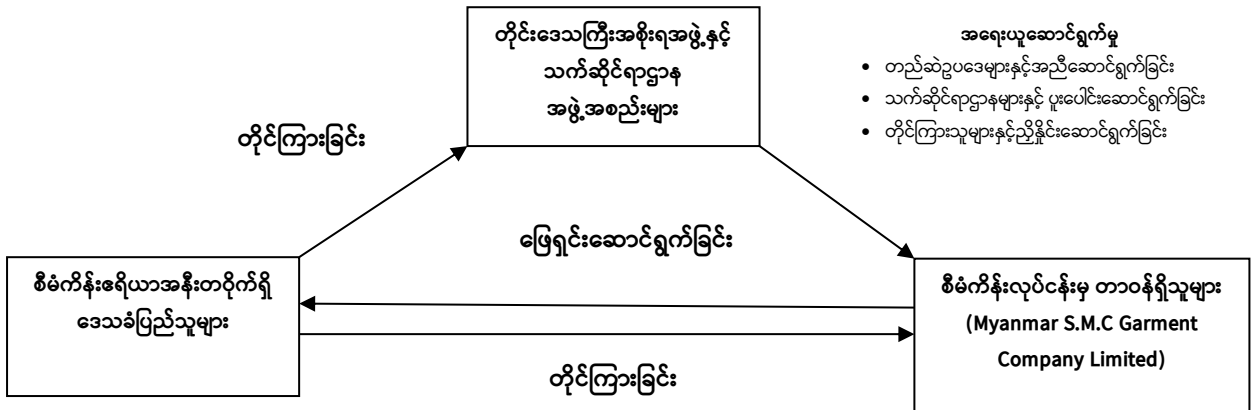 တိုင်းဒေသကြီးအစိုးရအဖွဲ့နှင့်
သက်ဆိုင်ရာဌာန
အဖွဲ့အစည်းများ
အရေးယူဆောင်ရွက်မှု
• တည်ဆဲဥပဒေများနှင့်အညီဆောင်ရွက်ခြင်း
• သက်ဆိုင်ရာဌာနများနှင့် ပူးပေါင်းဆောင်ရွက်ခြင်း
• တိုင်ကြားသူများနှင့်ညှိနှိုင်းဆောင်ရွက်ခြင်း
တိုင်ကြားခြင်း
ဖြေရှင်းဆောင်ရွက်ခြင်း
စီမံကိန်းဧရိယာအနီးတဝိုက်ရှိ
ဒေသခံပြည်သူများ
စီမံကိန်းလုပ်ငန်းမှ တာဝန်ရှိသူများ
(Myanmar S.M.C Garment
Company Limited)
တိုင်ကြားခြင်း